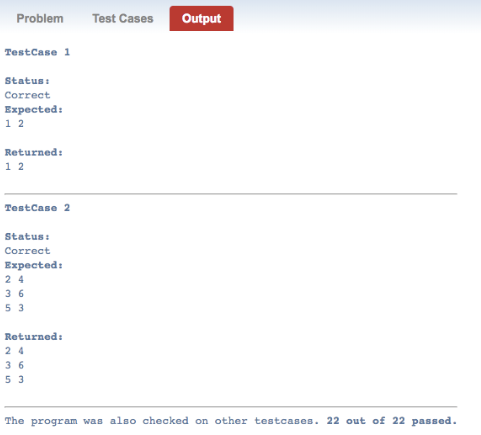 Problem Test Cases Output
TestCase 1
Status:
Correct
Expected:
1 2
Returned:
1 2
TestCase 2
Status:
Correct
Expected:
2 4
3 6
5 3
Returned:
2 4
3 6
5 3
The program was also checked on other testcases. 22 out of 22 passed.